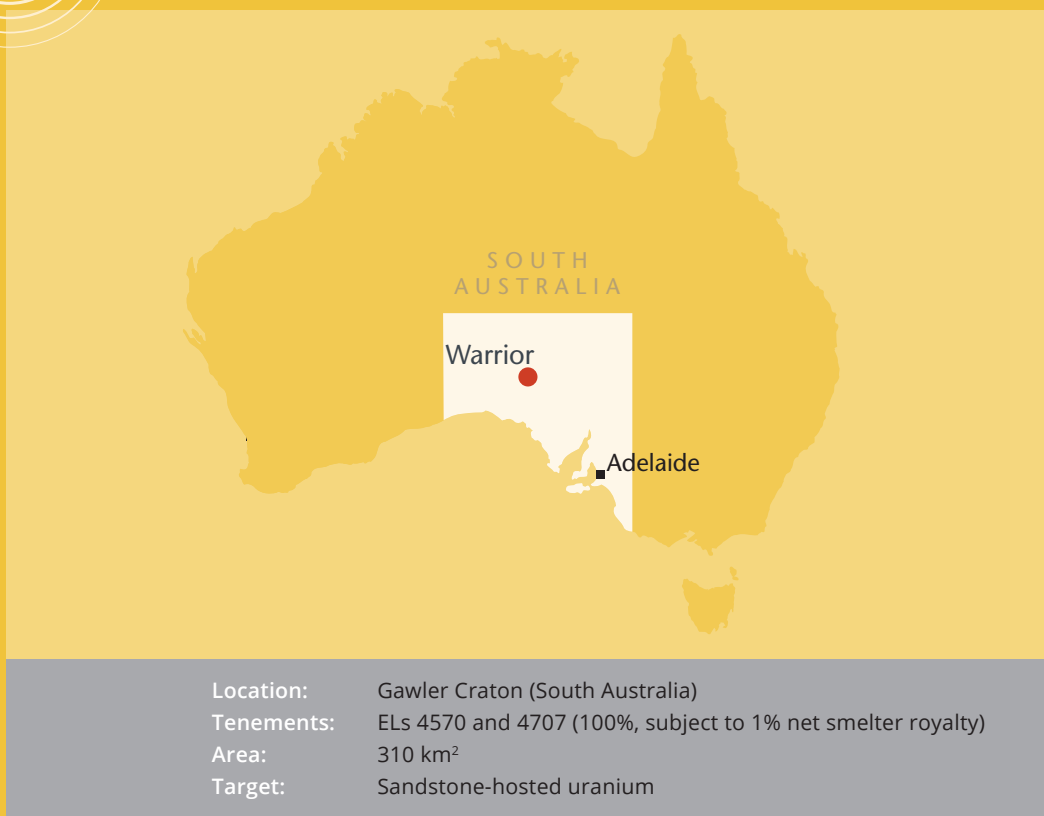 SOUTH
AUSTRALIA
Warrior
Adelaide
Location: Gawler Craton (South Australia)
Tenements: ELs 4570 and 4707 (100%, subject to 1% net smelter royalty)
Area: 310 km²
Target: Sandstone-hosted uranium